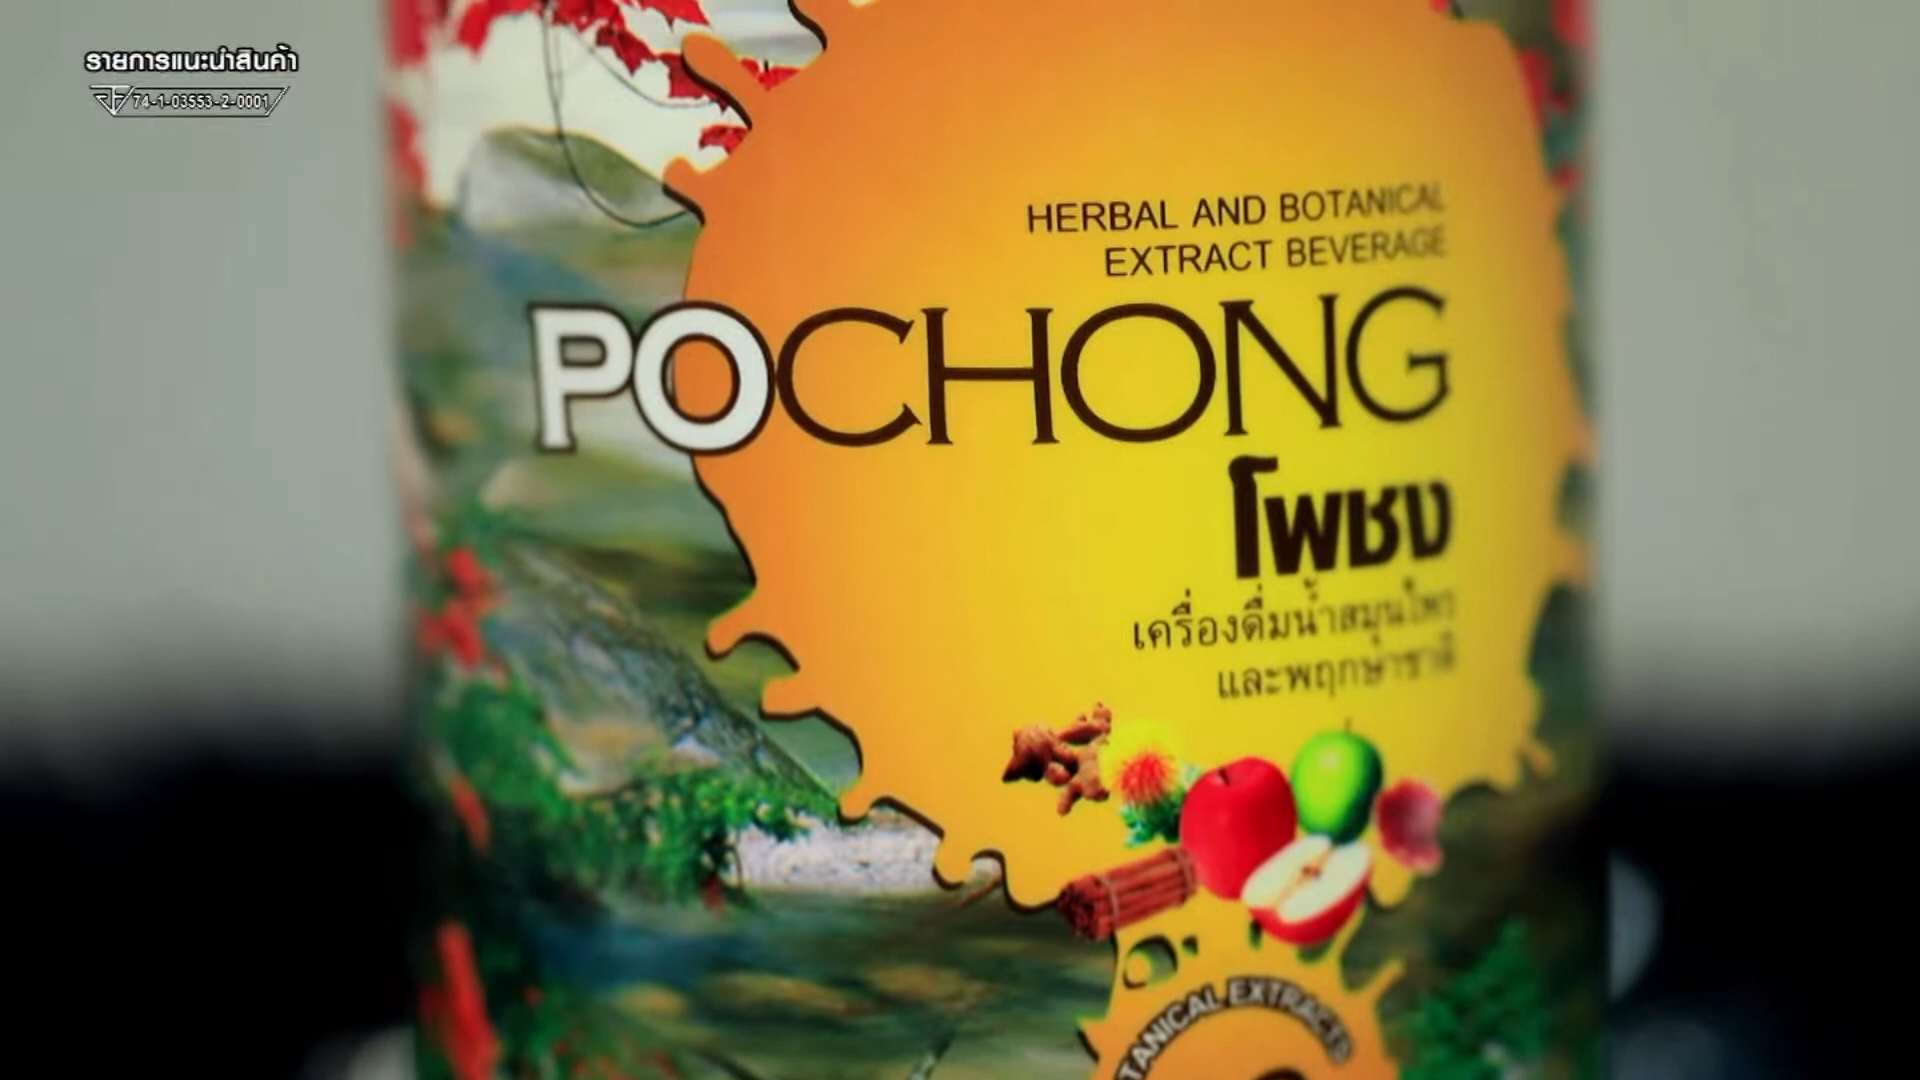 รายการแนะนำสินค้า
74-1-03553-2-0001
HERBAL AND BOTANICAL
EXTRACT BEVERAGE
POCHONG
โพชง
เครื่องดื่มน้ำสมุนไพร
และพฤกษาชาติ
TANICAL EXTRACTS